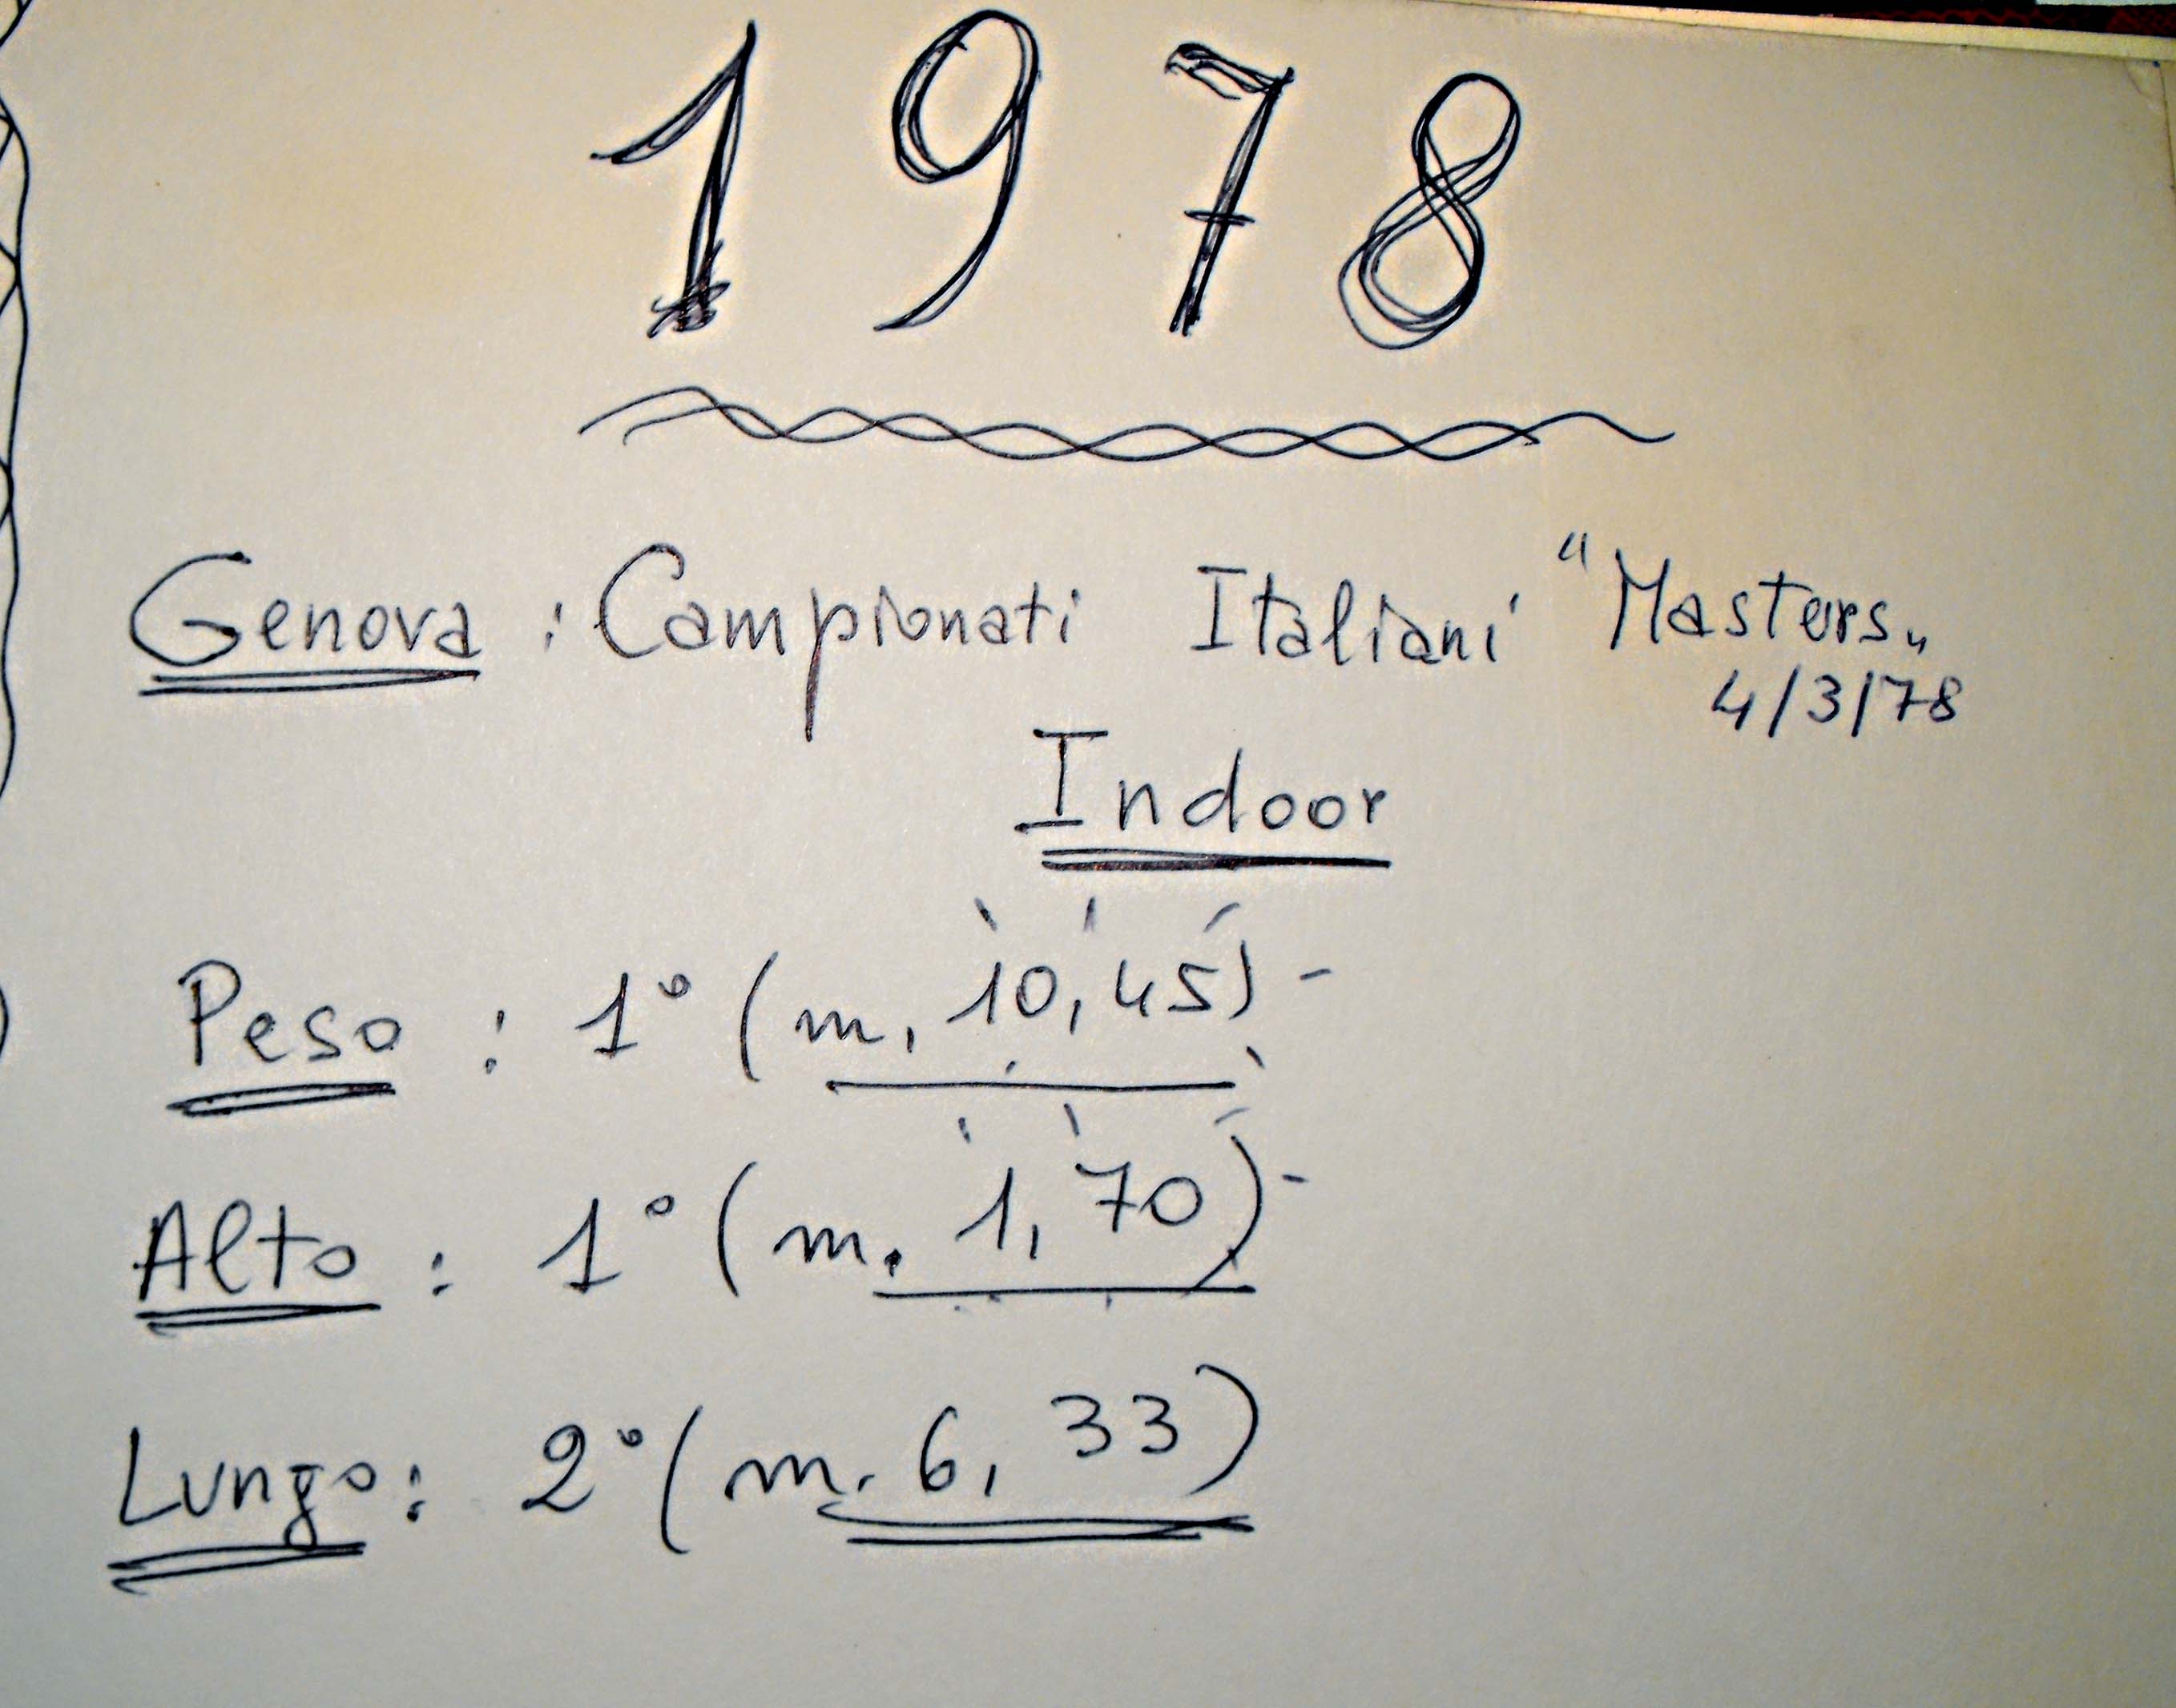 1978
Genova : Campionati Italiani "Masters„
4/3/78
Indoor
Peso : 1° (m. 10,45) -
Alto : 1° (m. 1,70) -
Lungo : 2° (m. 6,33)